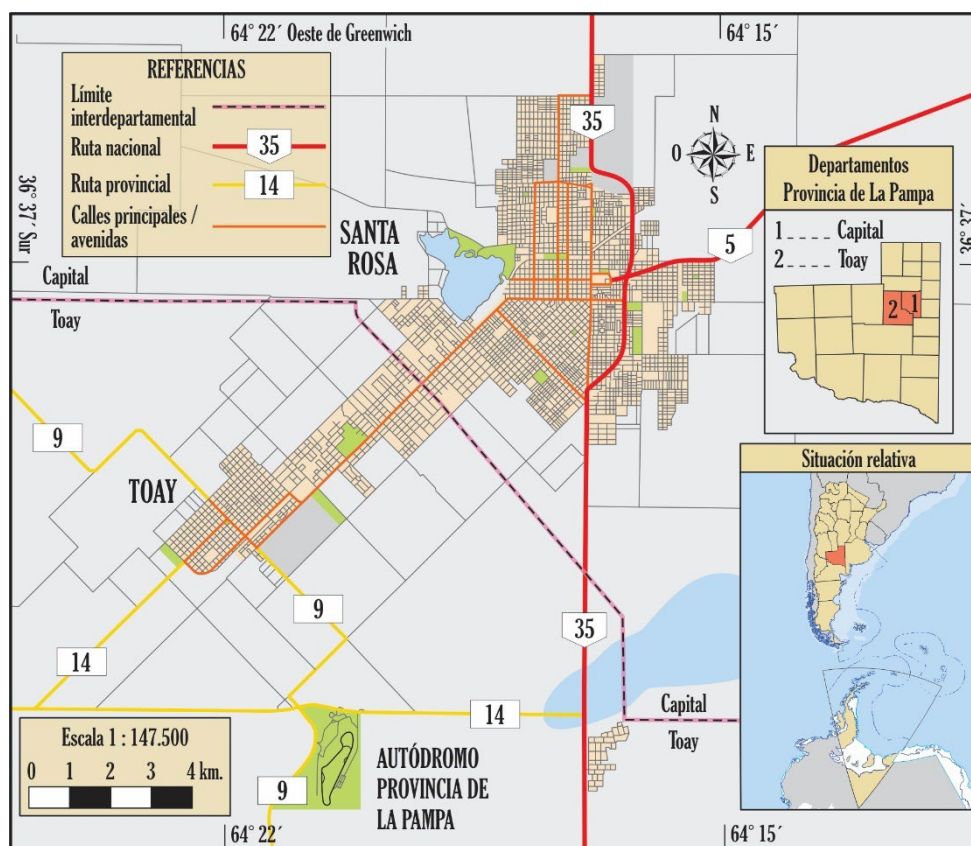 64° 22´ Oeste de Greenwich
64° 15´
REFERENCIAS
Límite
interdepartamental
Ruta nacional
35
Ruta provincial
14
Calles principales /
avenidas
36° 37´ Sur
35
N
O
E
S
5
Departamentos
Provincia de La Pampa
1 _ _ _ _ Capital
2 _ _ _ _ Toay
2
1
36° 37´
SANTA
ROSA
Capital
Toay
9
TOAY
9
14
35
Situación relativa
14
Capital
Toay
Escala 1 : 147.500
0 1 2 3 4 km.
9
AUTÓDROMO
PROVINCIA DE
LA PAMPA
64° 22´
64° 15´